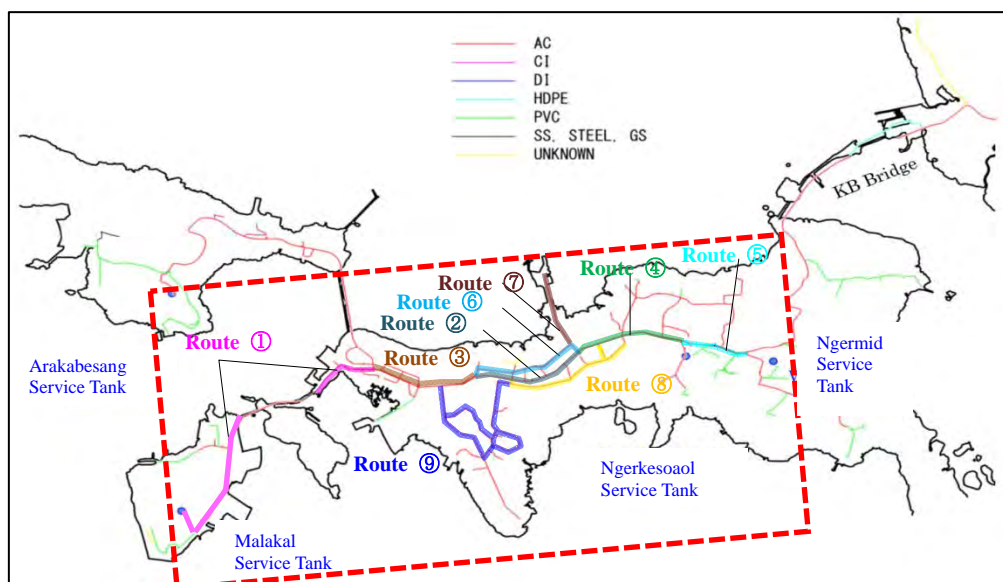 AC
CI
DI
HDPE
PVC
SS, STEEL, GS
UNKNOWN
KB Bridge
Route ⑤
Route ④
Route ⑦
Route ⑥
Route ②
Route ①
Route ③
Arakabesang
Service Tank
Ngermid
Service
Tank
Route ⑧
Route ⑨
Ngerkesoaol
Service Tank
Malakal
Service Tank